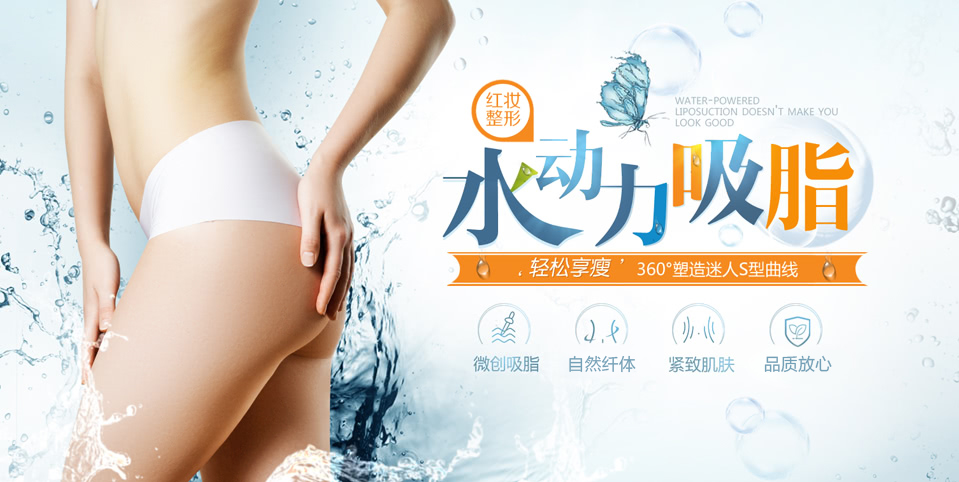 红妆
整形
WATER-POWERED
LIPOSUCTION DOESN'T MAKE YOU
LOOK GOOD
水动力吸脂
轻松享瘦 360°塑造迷人S型曲线
微创吸脂 自然纤体 紧致肌肤 品质放心